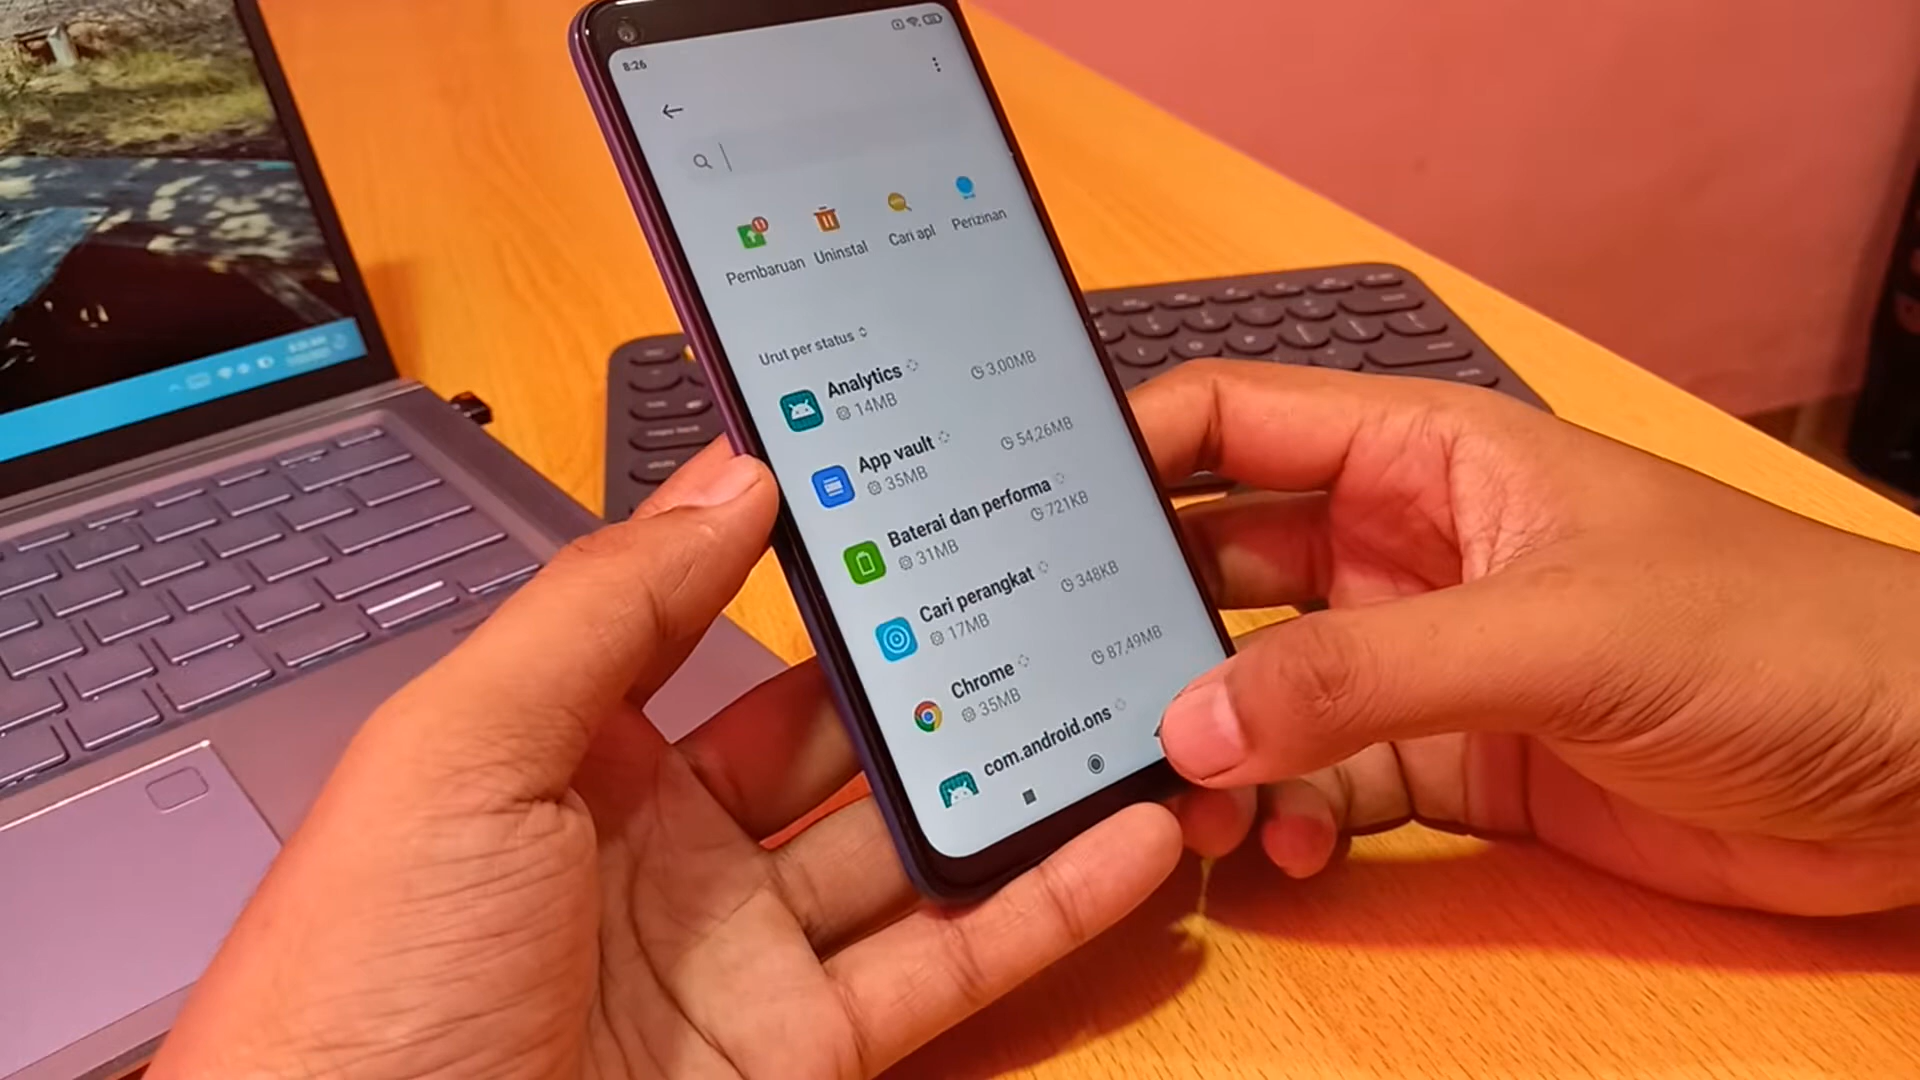 8:26
Pembaruan
Uninstal
Cari apl
Perizinan
Urut per status
Analytics
14MB
3,00MB
App vault
35MB
54,26MB
Baterai dan performa
31MB
721KB
Cari perangkat
17MB
348KB
Chrome
35MB
87,49MB
com.android.ons